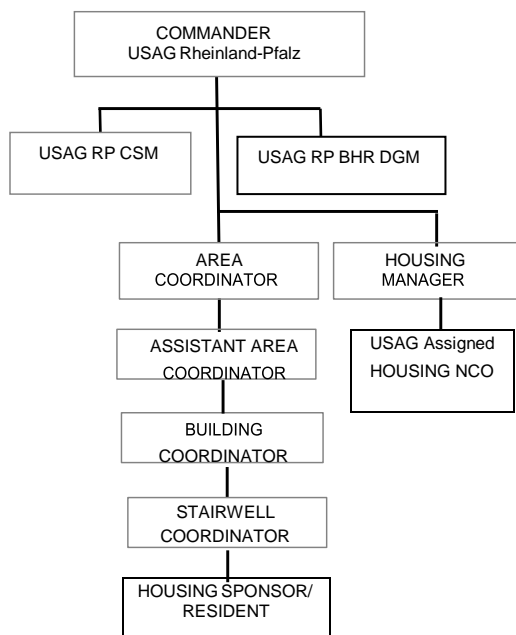 COMMANDER
USAG Rheinland-Pfalz
USAG RP CSM
USAG RP BHR DGM
AREA
COORDINATOR
HOUSING
MANAGER
ASSISTANT AREA
COORDINATOR
USAG Assigned
HOUSING NCO
BUILDING
COORDINATOR
STAIRWELL
COORDINATOR
HOUSING SPONSOR/
RESIDENT